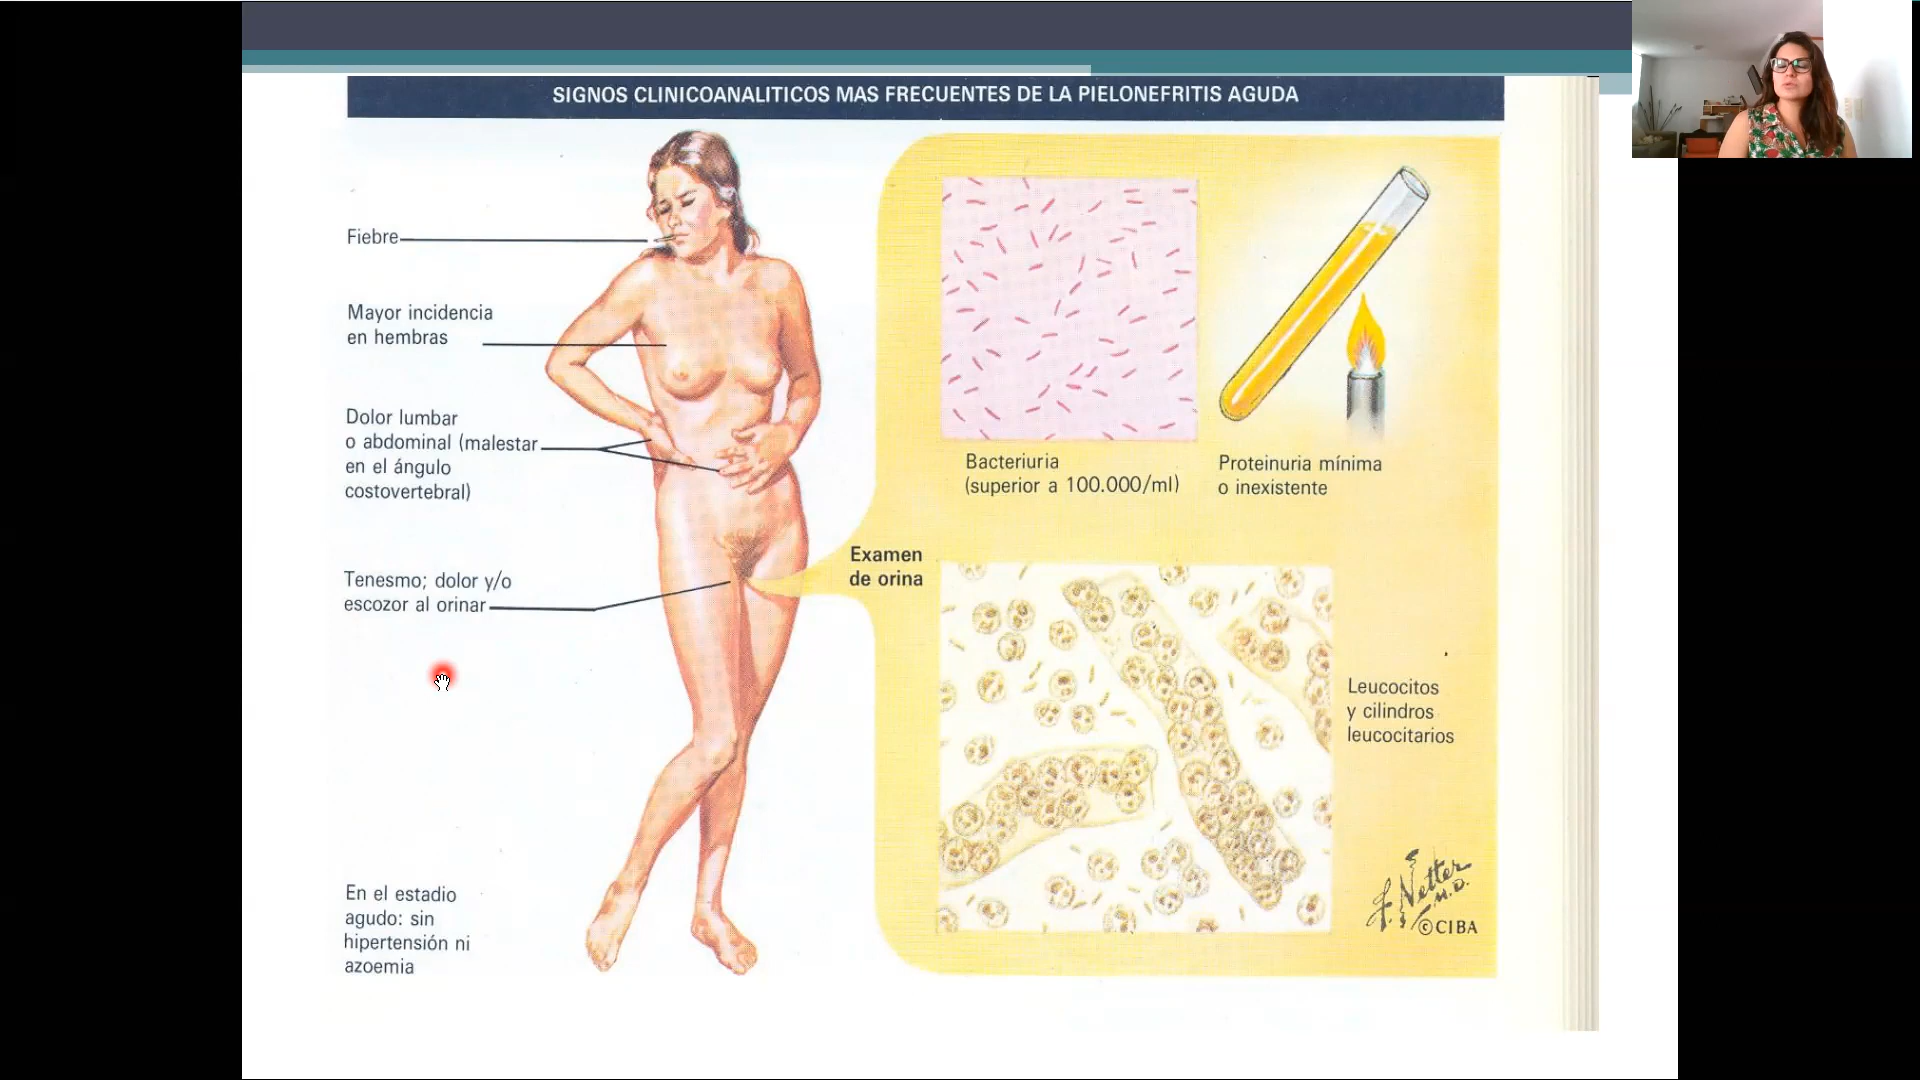 SIGNOS CLINICOANALITICOS MAS FRECUENTES DE LA PIELONEFRITIS AGUDA
Fiebre
Mayor incidencia
en hembras
Dolor lumbar
o abdominal (malestar
en el ángulo
costovertebral)
Tenesmo; dolor y/o
escozor al orinar
En el estadio
agudo: sin
hipertensión ni
azoemia
Examen
de orina
Bacteriuria
(superior a 100.000/ml)
Proteinuria mínima
o inexistente
Leucocitos
y cilindros
leucocitarios
F. Netter
M.D.
©CIBA